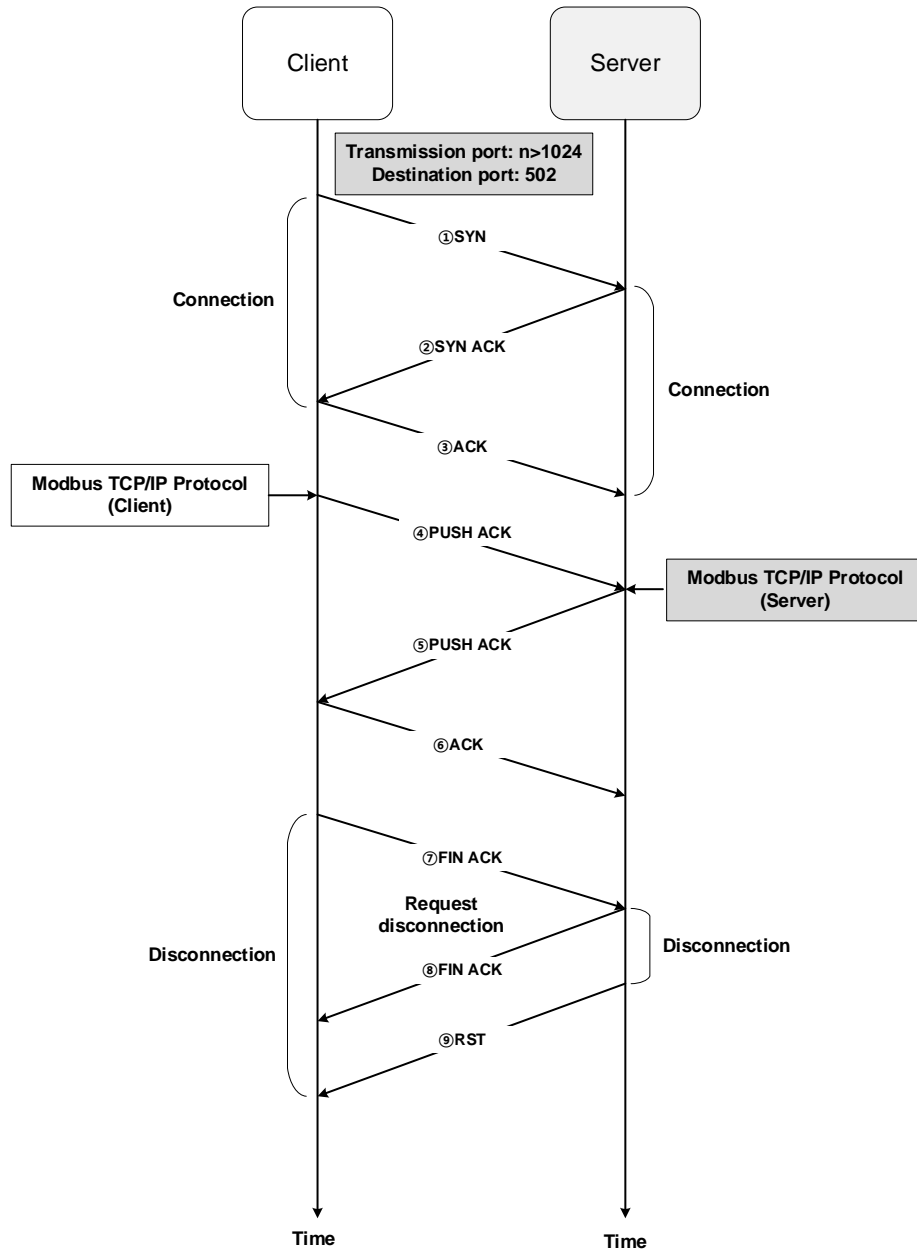 Client
Server
Transmission port: n>1024
Destination port: 502
①SYN
Connection
②SYN ACK
Connection
③ACK
Modbus TCP/IP Protocol
(Client)
④PUSH ACK
Modbus TCP/IP Protocol
(Server)
⑤PUSH ACK
⑥ACK
⑦FIN ACK
Request
disconnection
Disconnection
Disconnection
⑧FIN ACK
⑨RST
Time
Time